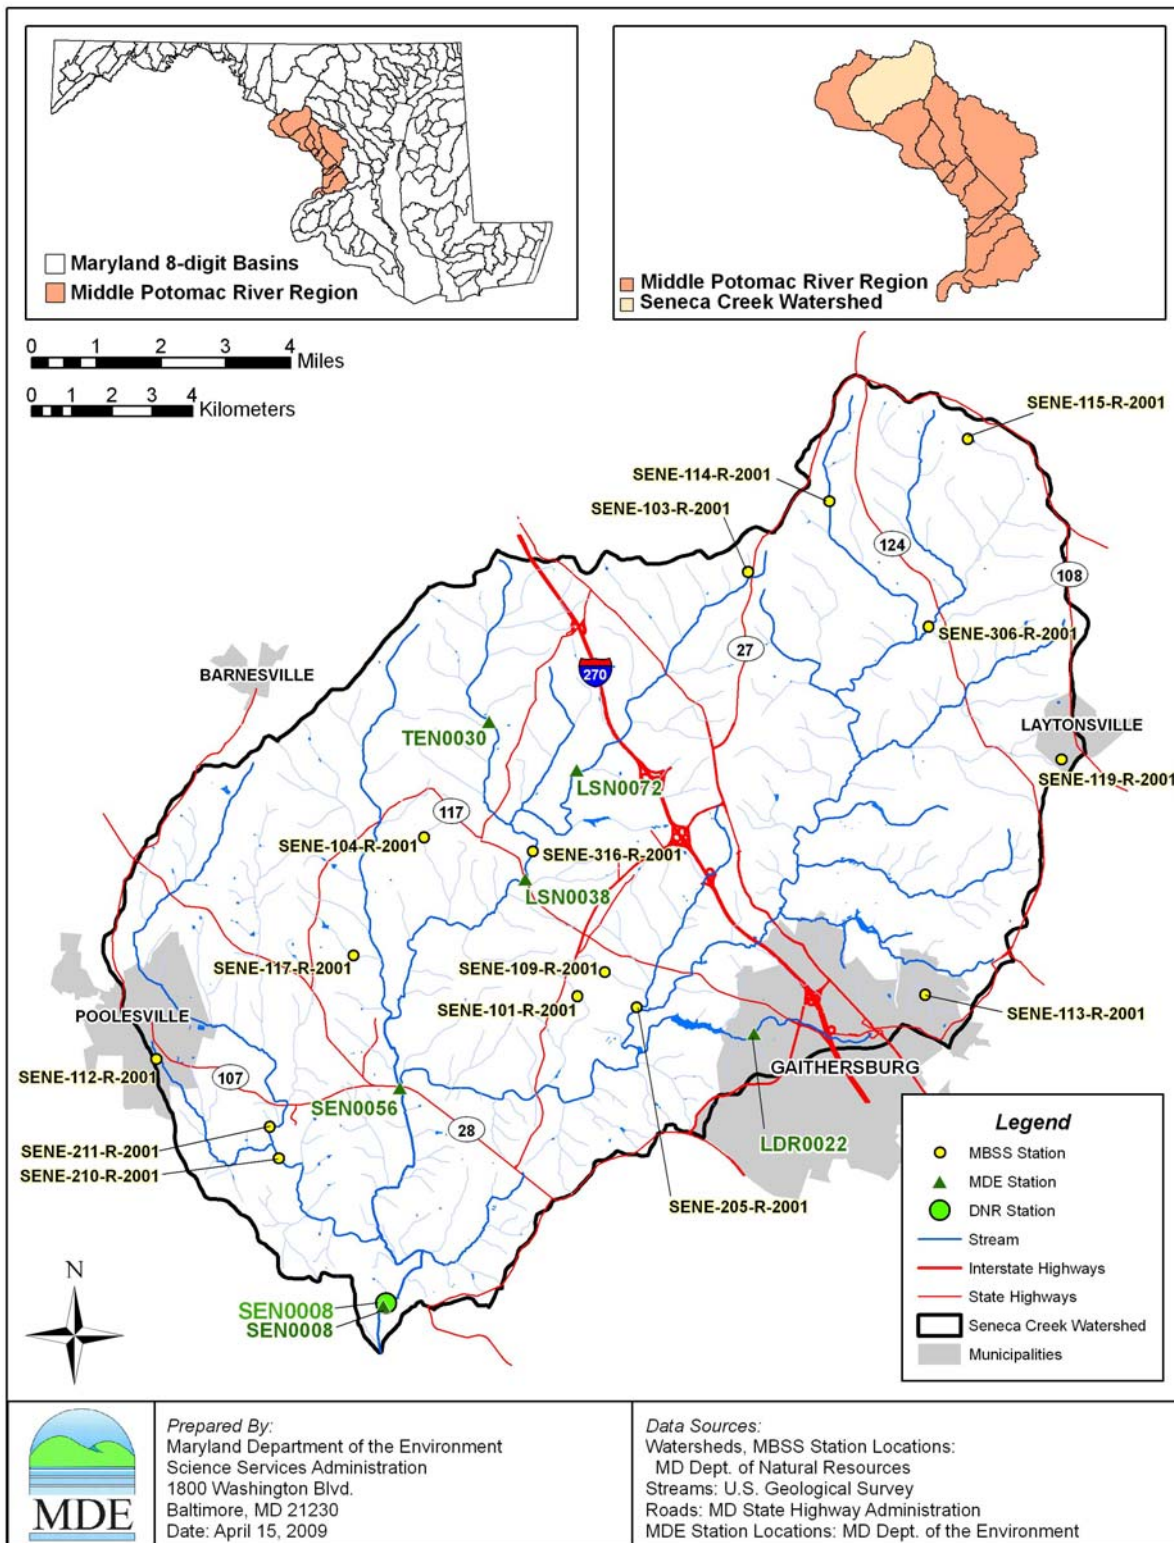 Maryland 8-digit Basins
Middle Potomac River Region
Middle Potomac River Region
Seneca Creek Watershed
0 1 2 3 4
Miles
0 1 2 3 4
Kilometers
SENE-115-R-2001
SENE-114-R-2001
SENE-103-R-2001
124
108
SENE-306-R-2001
27
270
BARNESVILLE
LAYTONSVILLE
TEN0030
SENE-119-R-2001
LSN0072
117
SENE-104-R-2001
SENE-316-R-2001
LSN0038
SENE-117-R-2001
SENE-109-R-2001
SENE-101-R-2001
POOLESVILLE
SENE-113-R-2001
GAITHERSBURG
SENE-112-R-2001
107
SEN0056
28
LDR0022
SENE-211-R-2001
SENE-210-R-2001
SENE-205-R-2001
N
SEN0008
SEN0008
Legend
MBSS Station
MDE Station
DNR Station
Stream
Interstate Highways
State Highways
Seneca Creek Watershed
Municipalities
MDE
Prepared By:
Maryland Department of the Environment
Science Services Administration
1800 Washington Blvd.
Baltimore, MD 21230
Date: April 15, 2009
Data Sources:
Watersheds, MBSS Station Locations:
MD Dept. of Natural Resources
Streams: U.S. Geological Survey
Roads: MD State Highway Administration
MDE Station Locations: MD Dept. of the Environment